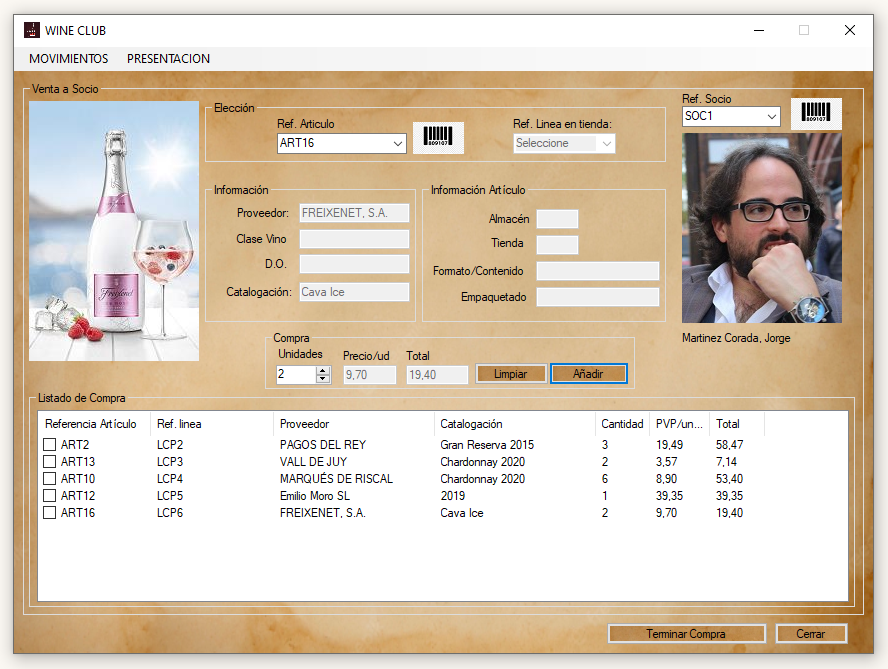 WINE CLUB
MOVIMIENTOS PRESENTACION
Venta a Socio
Elección
Ref. Articulo
ART16
809107
Ref. Linea en tienda:
Seleccione
Ref. Socio
SOC1
809107
Freixenet
Información
Proveedor: FREIXENET, S.A.
Clase Vino
D.O.
Catalogación: Cava Ice
Información Artículo
Almacén
Tienda
Formato/Contenido
Empaquetado
Martinez Corada, Jorge
Compra
Unidades Precio/ud Total
2 9,70 19,40 Limpiar Añadir
Listado de Compra
Referencia Artículo Ref. linea Proveedor Catalogación Cantidad PVP/un... Total
ART2 LCP2 PAGOS DEL REY Gran Reserva 2015 3 19,49 58,47
ART13 LCP3 VALL DE JUY Chardonnay 2020 2 3,57 7,14
ART10 LCP4 MARQUÉS DE RISCAL Chardonnay 2020 6 8,90 53,40
ART12 LCP5 Emilio Moro SL 2019 1 39,35 39,35
ART16 LCP6 FREIXENET, S.A. Cava Ice 2 9,70 19,40
Terminar Compra Cerrar